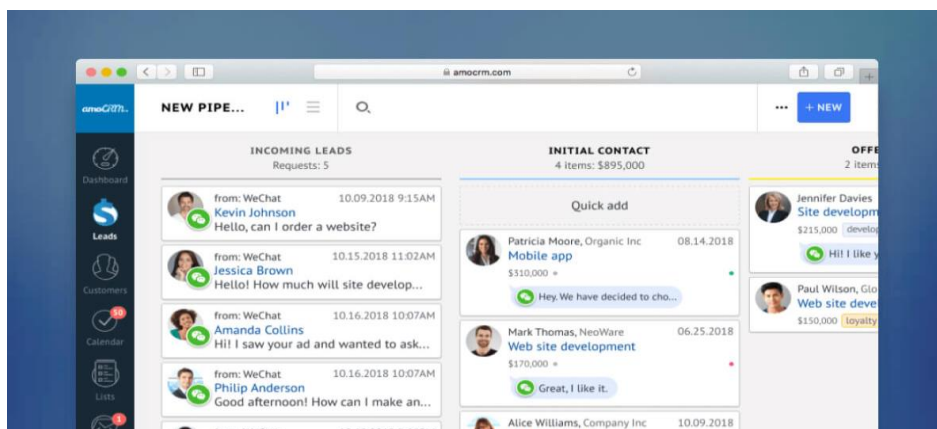 amocrm.com
amoCRM.
NEW PIPE...
•••
+ NEW
Dashboard
Leads
Customers
50
Calendar
Lists
1
INCOMING LEADS
Requests: 5
from: WeChat 10.09.2018 9:15AM
Kevin Johnson
Hello, can I order a website?
from: WeChat 10.15.2018 11:02AM
Jessica Brown
Hello! How much will site develop...
from: WeChat 10.16.2018 10:07AM
Amanda Collins
Hi! I saw your ad and wanted to ask...
from: WeChat 10.16.2018 10:07AM
Philip Anderson
Good afternoon! How can I make an...
INITIAL CONTACT
4 items: $895,000
Quick add
Patricia Moore, Organic Inc 08.14.2018
Mobile app
$310,000
Hey. We have decided to cho...
Mark Thomas, NeoWare 06.25.2018
Web site development
$170,000
Great, I like it.
Alice Williams, Company Inc 10.09.2018
OFFE
2 items
Jennifer Davies
Site developm
$215,000 develop
Hi! I like y
Paul Wilson, Glo
Web site deve
$150,000 loyalty